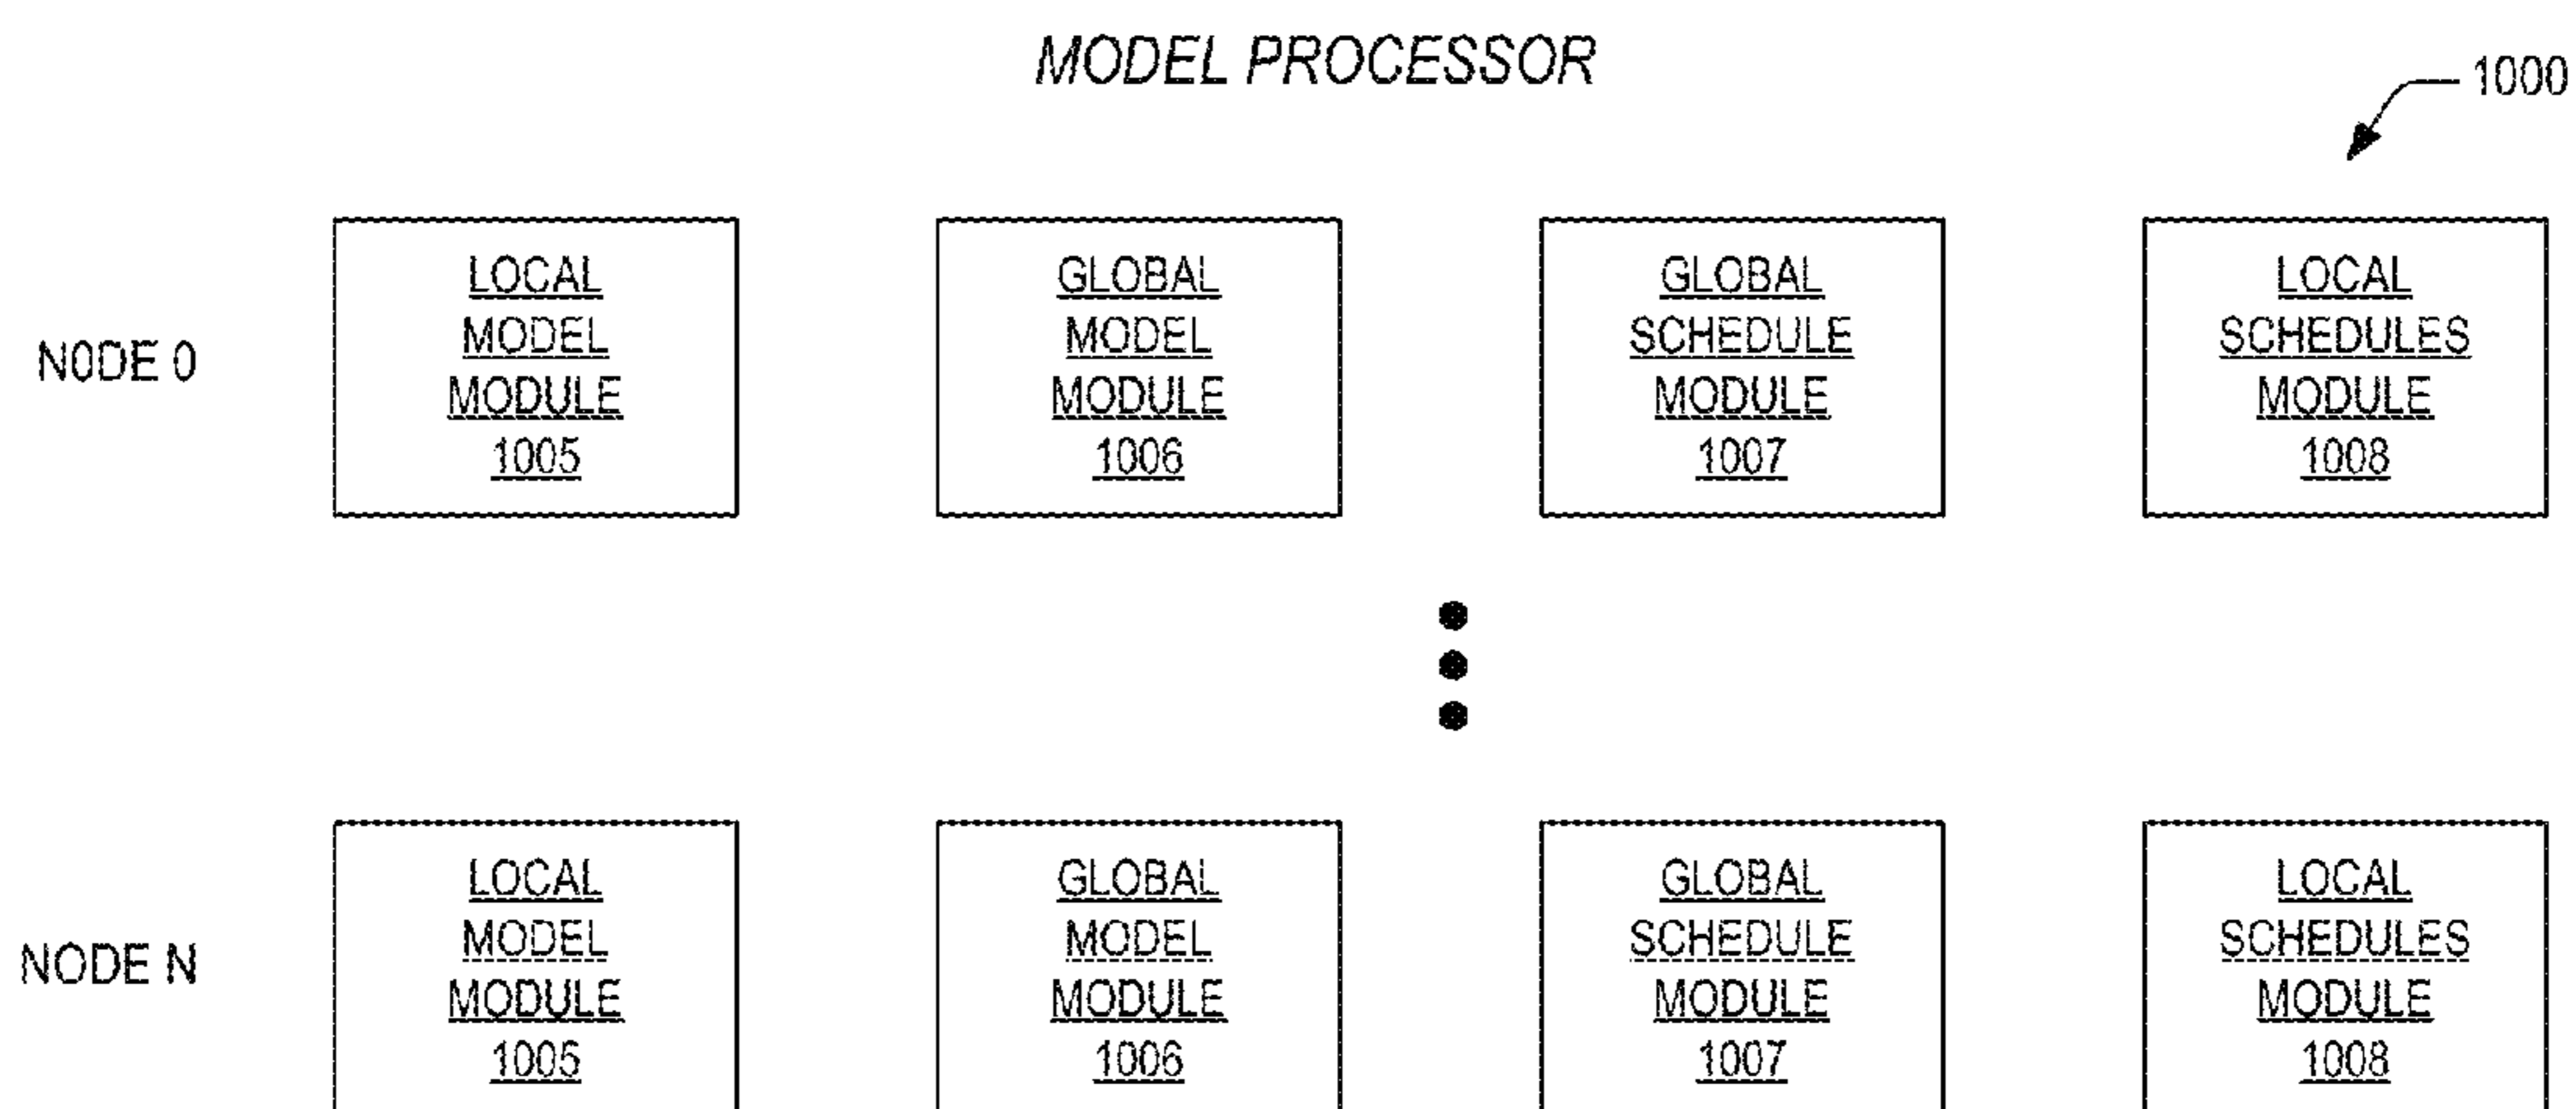 MODEL PROCESSOR
1000
NODE 0
LOCAL
MODEL
MODULE
1005
GLOBAL
MODEL
MODULE
1006
GLOBAL
SCHEDULE
MODULE
1007
LOCAL
SCHEDULES
MODULE
1008
NODE N
LOCAL
MODEL
MODULE
1005
GLOBAL
MODEL
MODULE
1006
GLOBAL
SCHEDULE
MODULE
1007
LOCAL
SCHEDULES
MODULE
1008